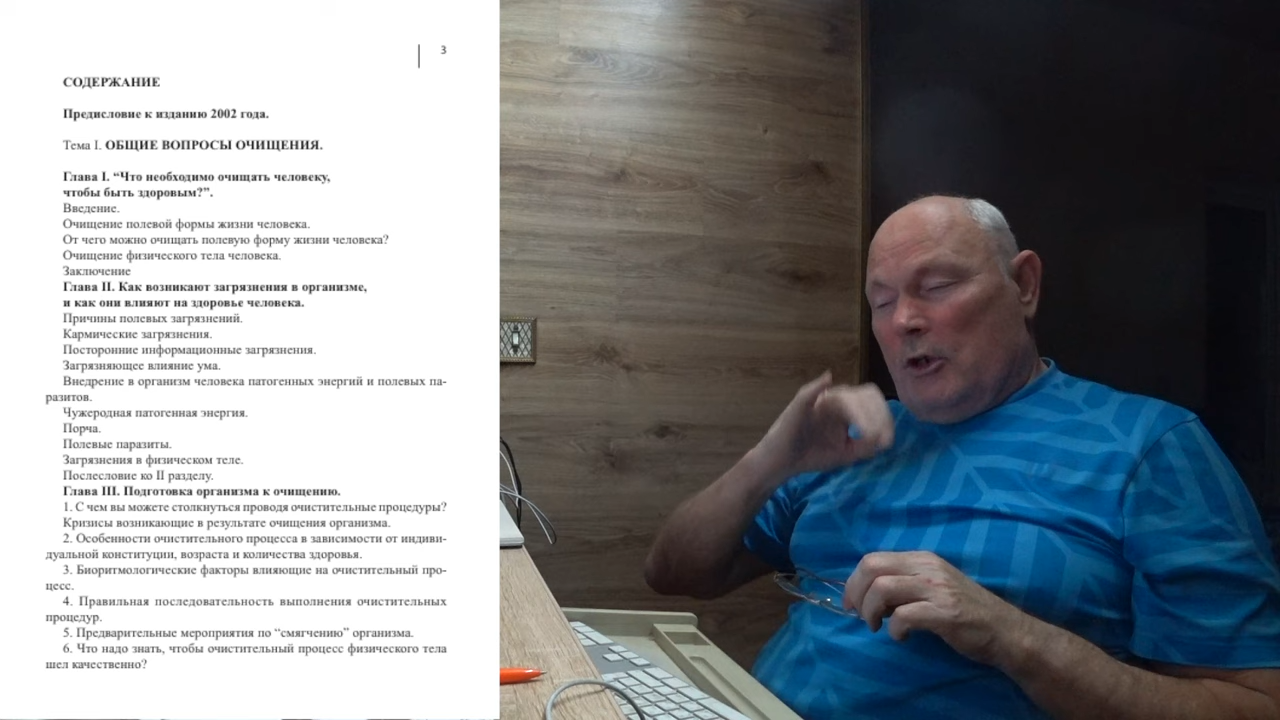 3
СОДЕРЖАНИЕ
Предисловие к изданию 2002 года.
Тема I. ОБЩИЕ ВОПРОСЫ ОЧИЩЕНИЯ.
Глава I. “Что необходимо очищать человеку,
чтобы быть здоровым?”.
Введение.
Очищение полевой формы жизни человека.
От чего можно очищать полевую форму жизни человека?
Очищение физического тела человека.
Заключение
Глава II. Как возникают загрязнения в организме,
и как они влияют на здоровье человека.
Причины полевых загрязнений.
Кармические загрязнения.
Посторонние информационные загрязнения.
Загрязняющее влияние ума.
Внедрение в организм человека патогенных энергий и полевых па-
разитов.
Чужеродная патогенная энергия.
Порча.
Полевые паразиты.
Загрязнения в физическом теле.
Послесловие ко II разделу.
Глава III. Подготовка организма к очищению.
1. С чем вы можете столкнуться проводя очистительные процедуры?
Кризисы возникающие в результате очищения организма.
2. Особенности очистительного процесса в зависимости от индиви-
дуальной конституции, возраста и количества здоровья.
3. Биоритмологические факторы влияющие на очистительный про-
цесс.
4. Правильная последовательность выполнения очистительных
процедур.
5. Предварительные мероприятия по “смягчению” организма.
6. Что надо знать, чтобы очистительный процесс физического тела
шел качественно?